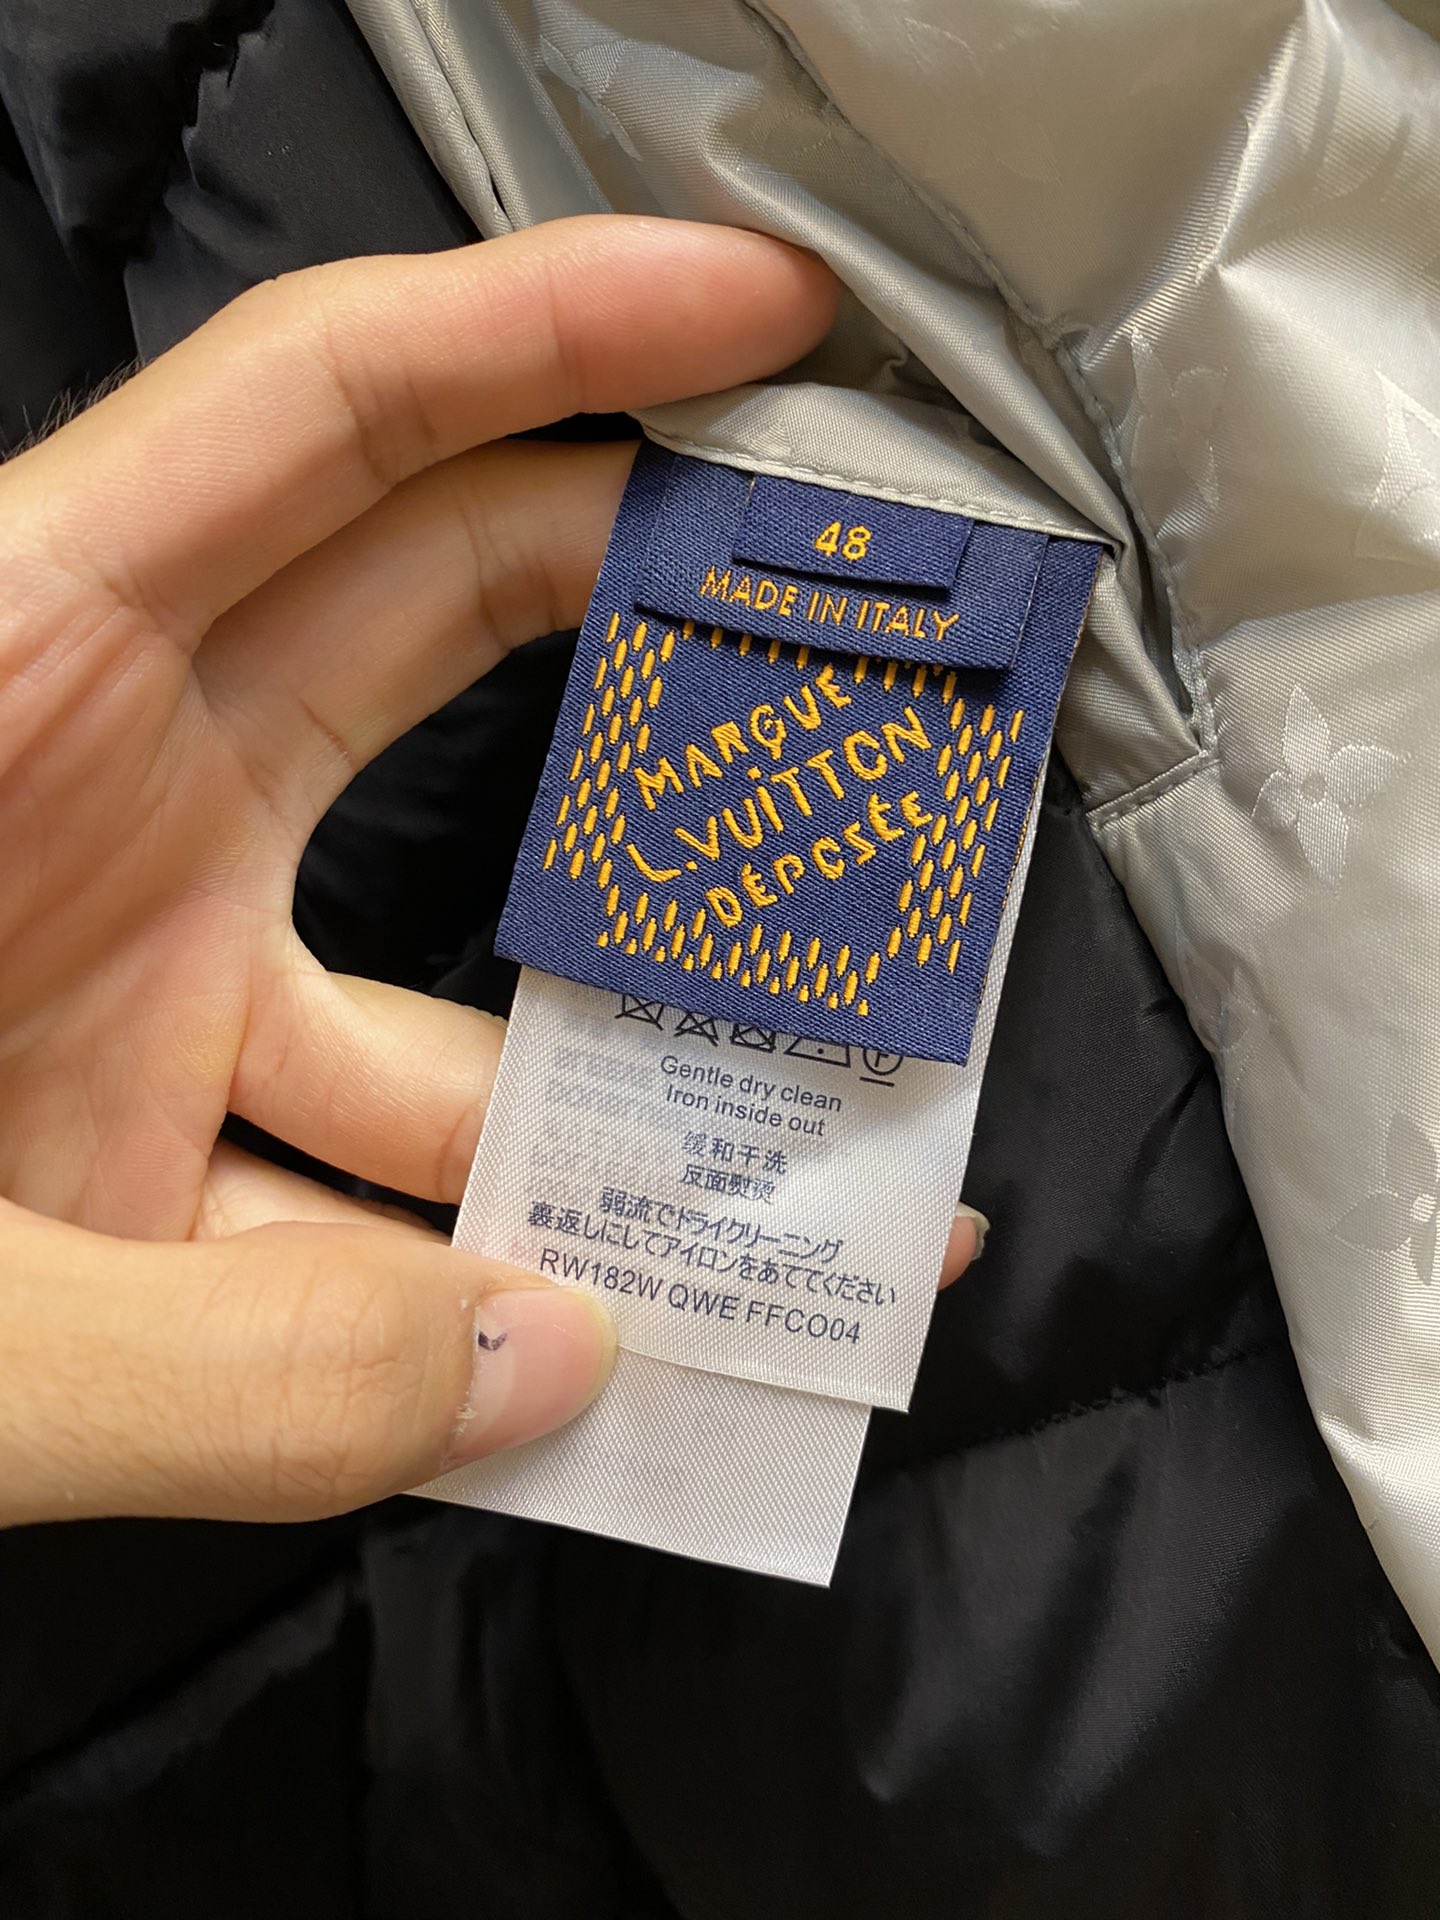 48
MADE IN ITALY
MARQUE
L.VUITTON
DÉPOSÉE
F
Gentle dry clean
Iron inside out
缓和干洗
反面熨烫
弱流でドライクリーニング
裏返しにしてアイロンをあててください
RW182W QWE FFCO04